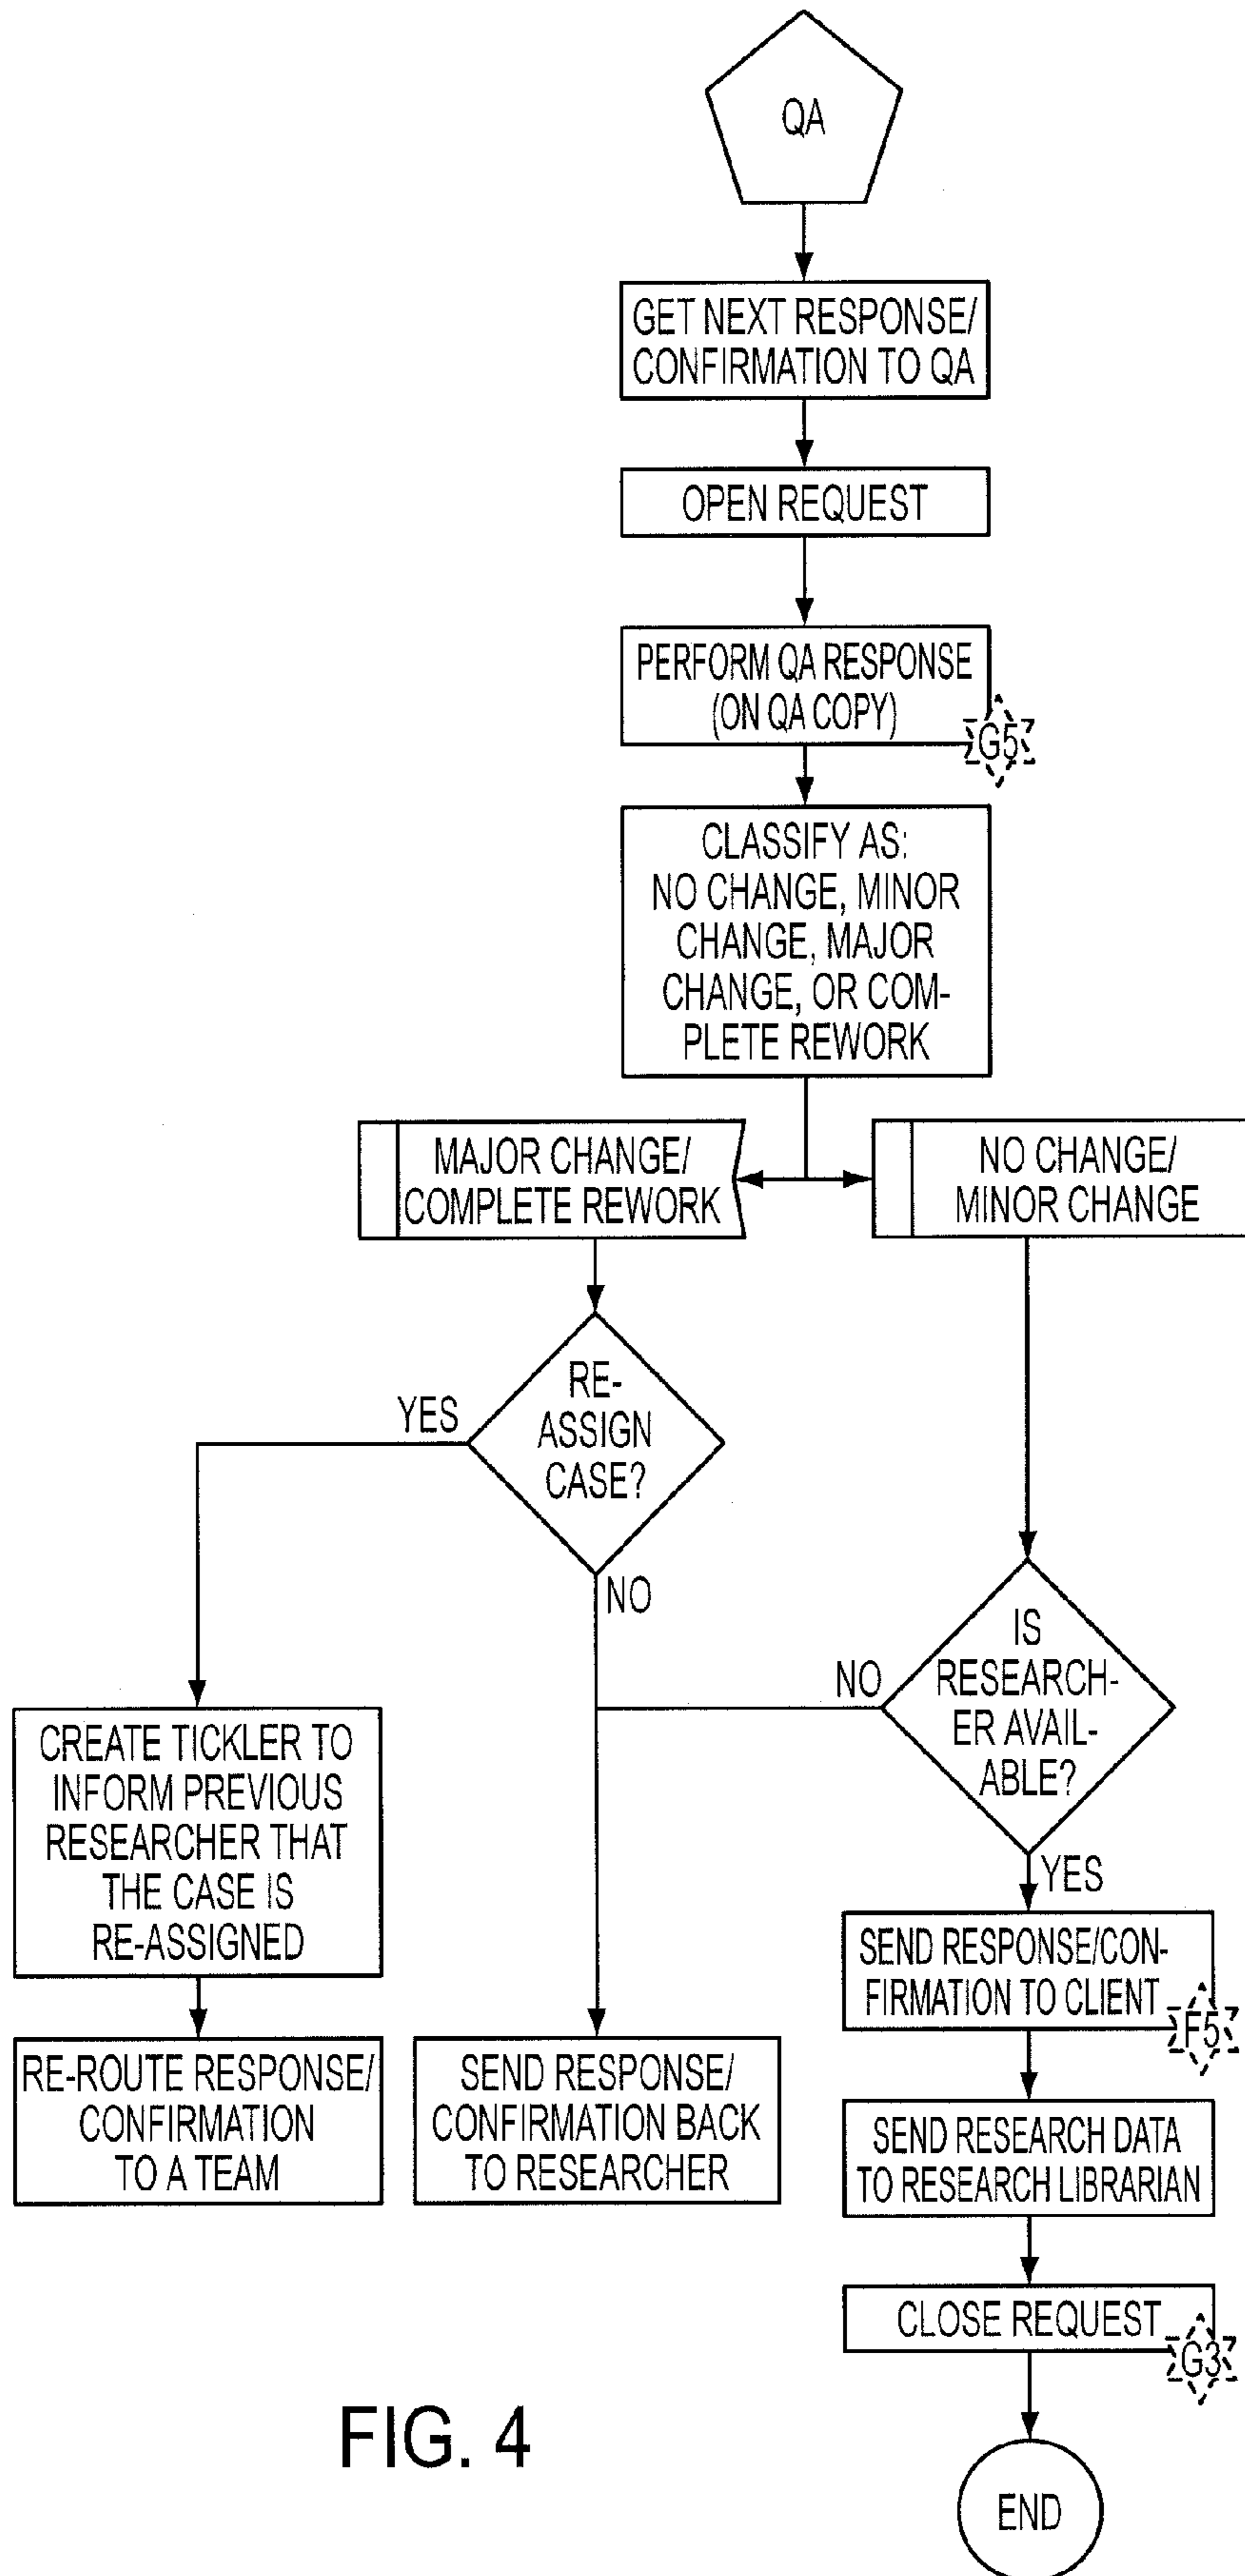 QA
GET NEXT RESPONSE/
CONFIRMATION TO QA
OPEN REQUEST
PERFORM QA RESPONSE
(ON QA COPY)
G5
CLASSIFY AS:
NO CHANGE, MINOR
CHANGE, MAJOR
CHANGE, OR COM-
PLETE REWORK
MAJOR CHANGE/
COMPLETE REWORK
NO CHANGE/
MINOR CHANGE
RE-
ASSIGN
CASE?
YES
NO
IS
RESEARCH-
ER AVAIL-
ABLE?
NO
YES
CREATE TICKLER TO
INFORM PREVIOUS
RESEARCHER THAT
THE CASE IS
RE-ASSIGNED
RE-ROUTE RESPONSE/
CONFIRMATION
TO A TEAM
SEND RESPONSE/
CONFIRMATION BACK
TO RESEARCHER
SEND RESPONSE/CON-
FIRMATION TO CLIENT
F5
SEND RESEARCH DATA
TO RESEARCH LIBRARIAN
CLOSE REQUEST
G3
END
FIG. 4